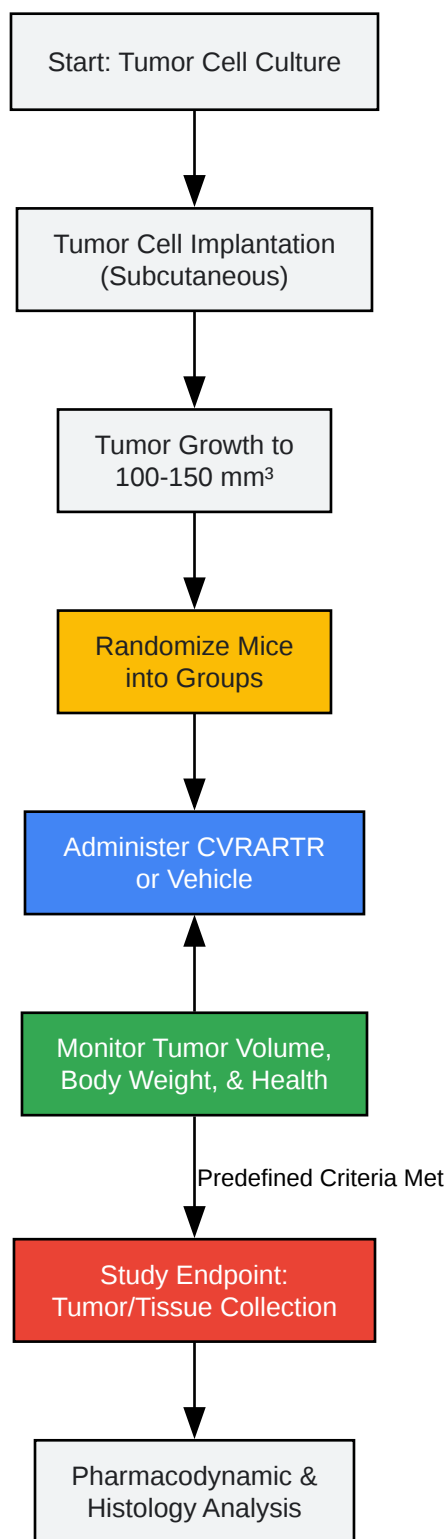 Start: Tumor Cell Culture
Tumor Cell Implantation
(Subcutaneous)
Tumor Growth to
100-150 mm³
Randomize Mice
into Groups
Administer CVRARTR
or Vehicle
Monitor Tumor Volume,
Body Weight, & Health
Predefined Criteria Met
Study Endpoint:
Tumor/Tissue Collection
Pharmacodynamic &
Histology Analysis